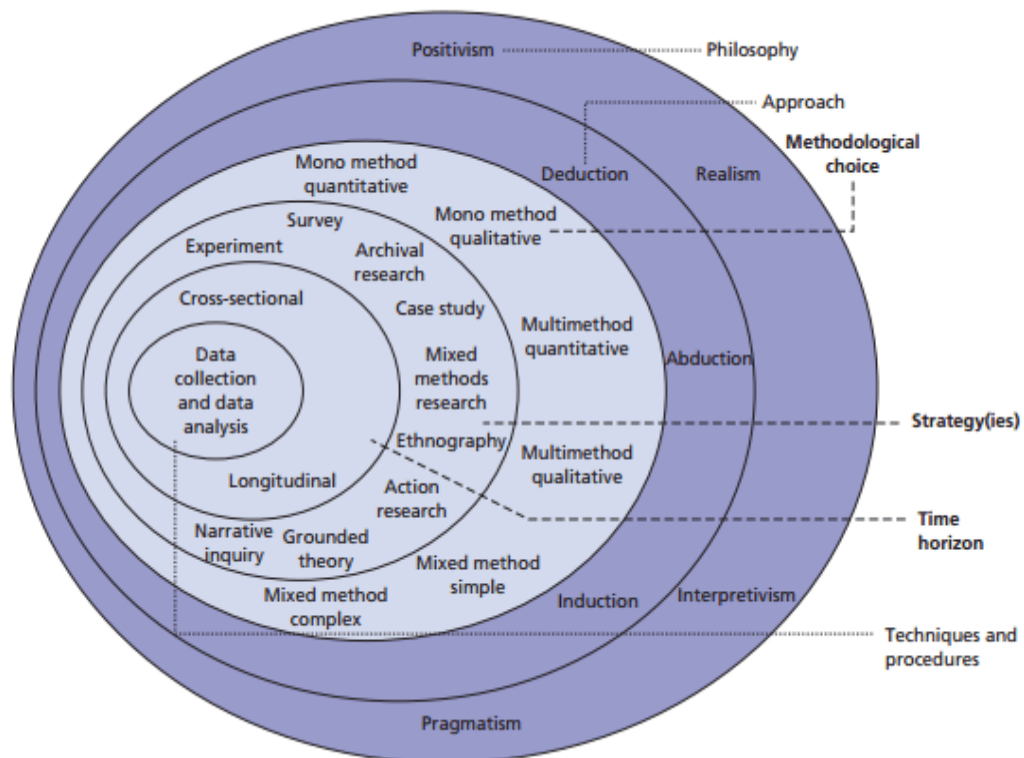 Positivism
Philosophy
Approach
Methodological
choice
Mono method
quantitative
Deduction
Realism
Mono method
qualitative
Survey
Experiment
Archival
research
Cross-sectional
Case study
Multimethod
quantitative
Data
collection
and data
analysis
Mixed
methods
research
Abduction
Strategy(ies)
Ethnography
Multimethod
qualitative
Longitudinal
Action
research
Time
horizon
Narrative
inquiry
Grounded
theory
Mixed method
simple
Mixed method
complex
Induction
Interpretivism
Techniques and
procedures
Pragmatism